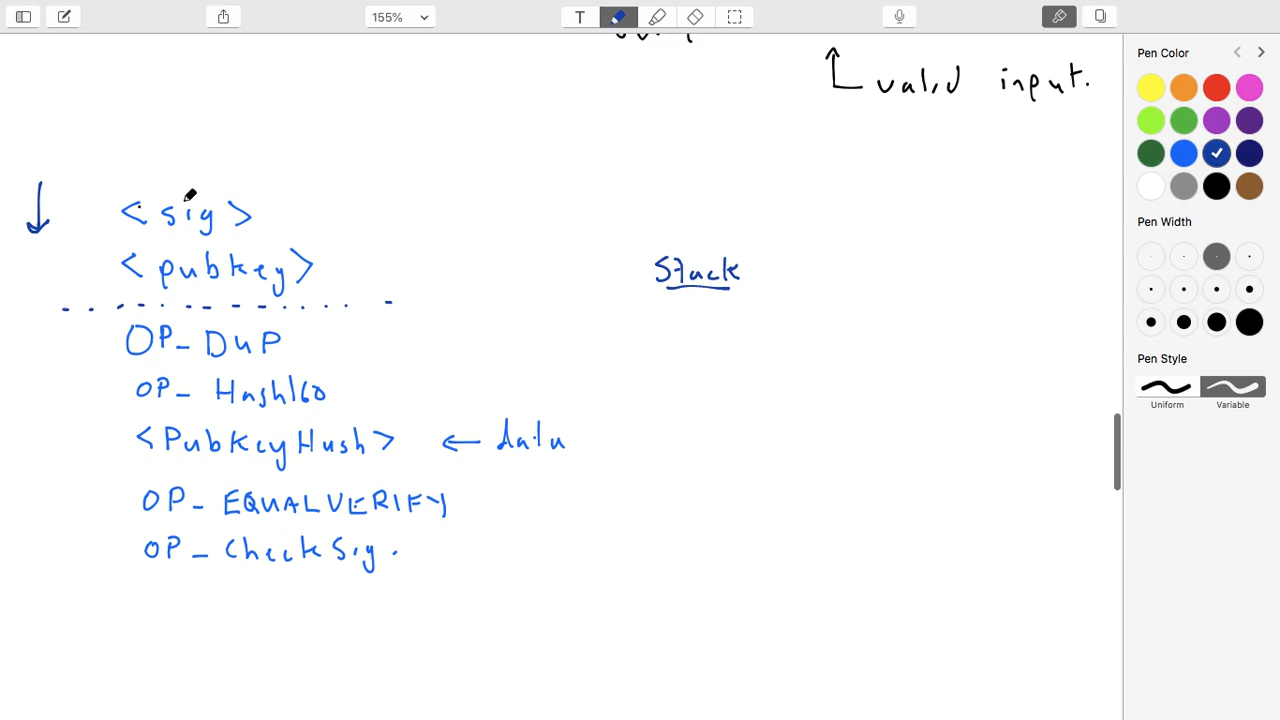 155%
T
valid input.
<sig>
<pubkey>
Stack
OP_DUP
OP_Hash160
<PubKeyHash> ← data
OP_EQUALVERIFY
OP_CheckSig.
Pen Color
Pen Width
Pen Style
Uniform
Variable